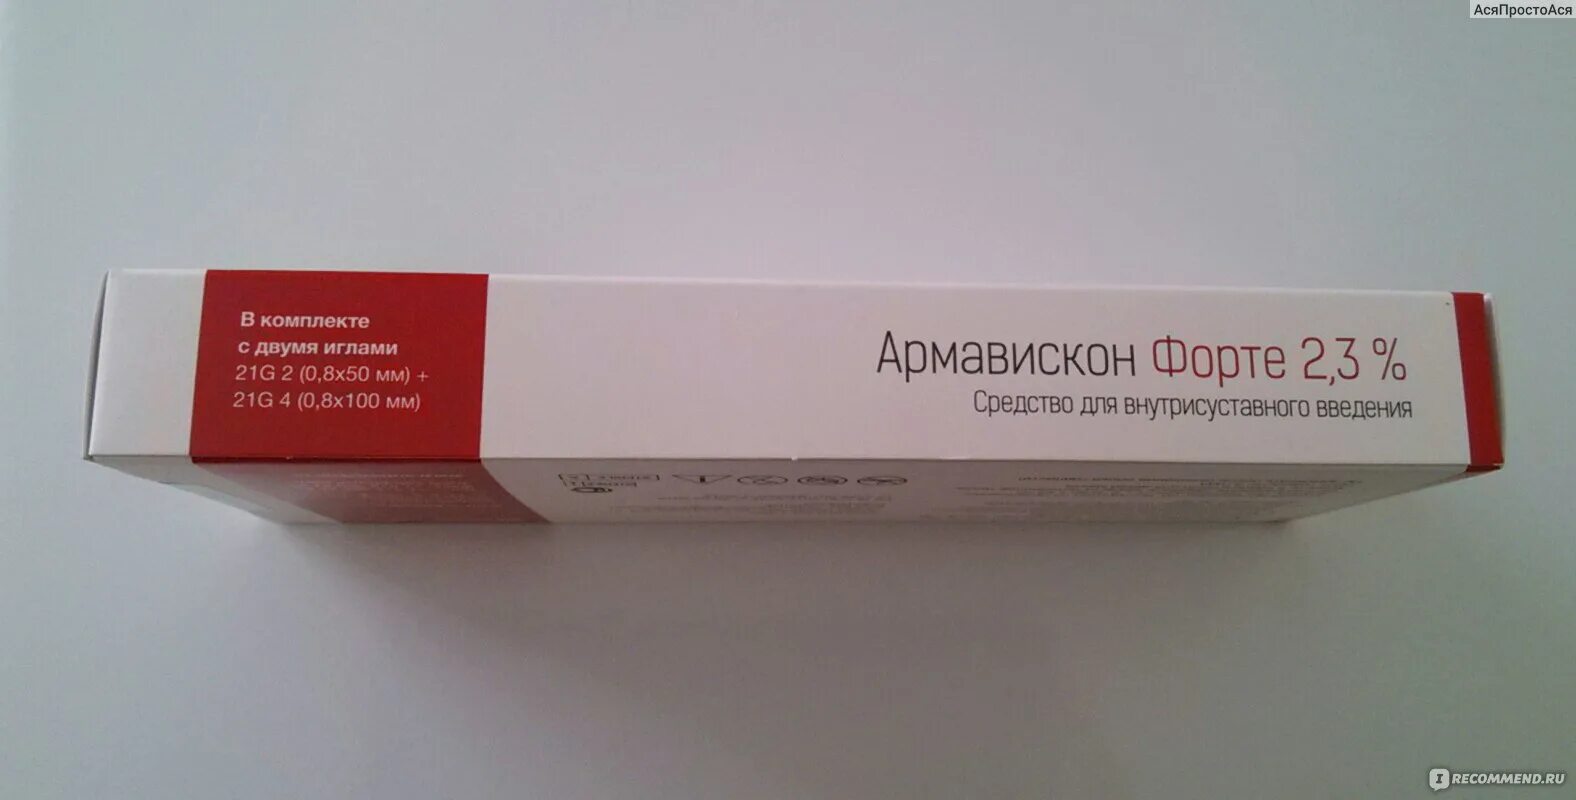 АсяПростоАся
В комплекте
с двумя иглами
21G 2 (0,8x50 мм) +
21G 4 (0,8x100 мм)
Армавискон Форте 2,3 %
Средство для внутрисуставного введения
IRECOMMEND.RU